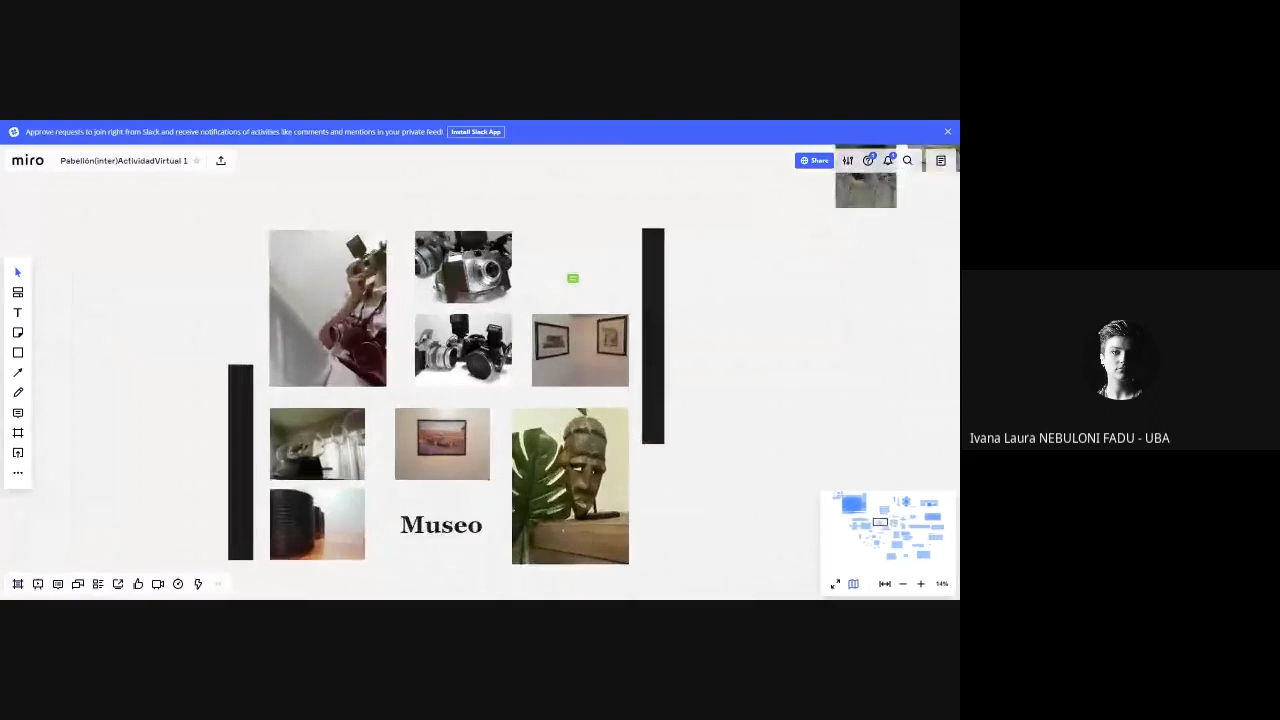 Approve requests to join right from Slack and receive notifications of activities like comments and mentions in your private feed!
Install Slack App
miro
Pabellón(inter)ActividadVirtual 1
Share
Museo
14%
Ivana Laura NEBULONI FADU - UBA